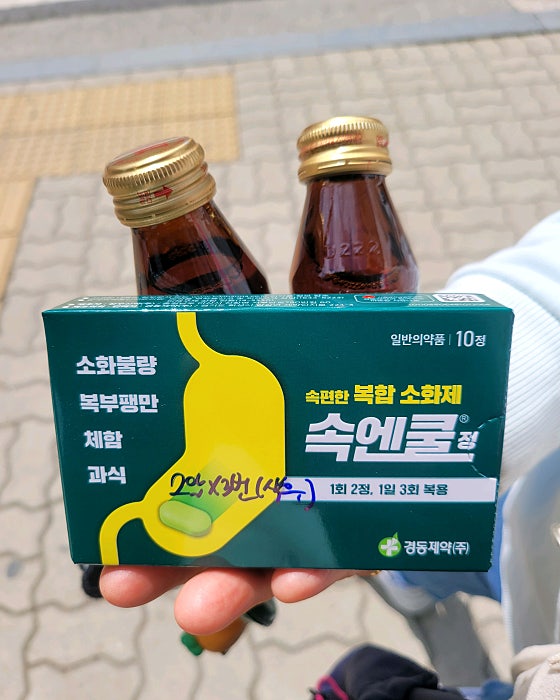 일반의약품 | 10정
소화불량
복부팽만
체함
과식
속편한 복합 소화제
속엔쿨® 정
2알x3번(식후)
1회 2정, 1일 3회 복용
경동제약(주)